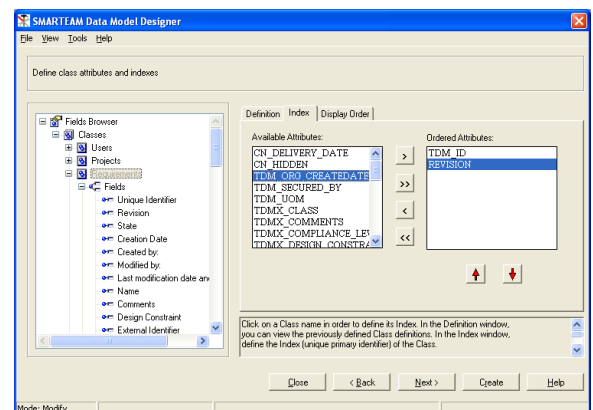 SMARTEAM Data Model Designer
File View Tools Help
Define class attributes and indexes
Fields Browser
Classes
Users
Projects
Requirements
Fields
Unique Identifier
Revision
State
Creation Date
Created by:
Modified by:
Last modification date an
Name
Comments
Design Constraint
External Identifier
Definition Index Display Order
Available Attributes:
CN_DELIVERY_DATE
CN_HIDDEN
TDM_ORG_CREATEDATE
TDM_SECURED_BY
TDM_UOM
TDMX_CLASS
TDMX_COMMENTS
TDMX_COMPLIANCE_LEV
TDMX_DESIGN_CONSTRA
>
>>
<
<<
Ordered Attributes:
TDM_ID
REVISION
Click on a Class name in order to define its Index. In the Definition window,
you can view the previously defined Class definitions. In the Index window,
define the Index (unique primary identifier) of the Class.
Close < Back Next > Create Help
Mode: Modify